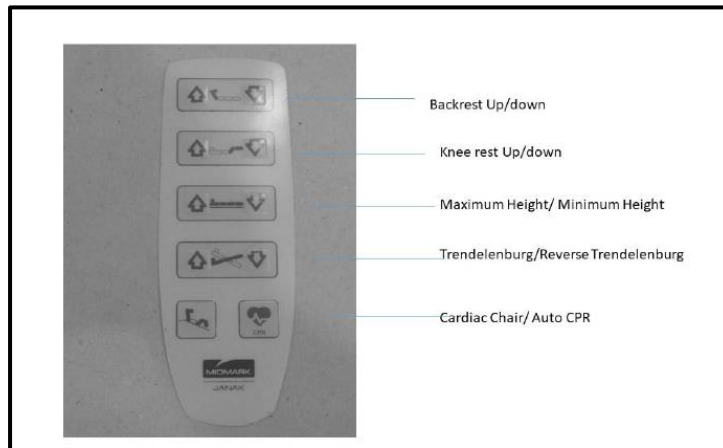 Backrest Up/down
Knee rest Up/down
Maximum Height/ Minimum Height
Trendelenburg/Reverse Trendelenburg
Cardiac Chair/ Auto CPR
CPR
MIDMARK
JANAK